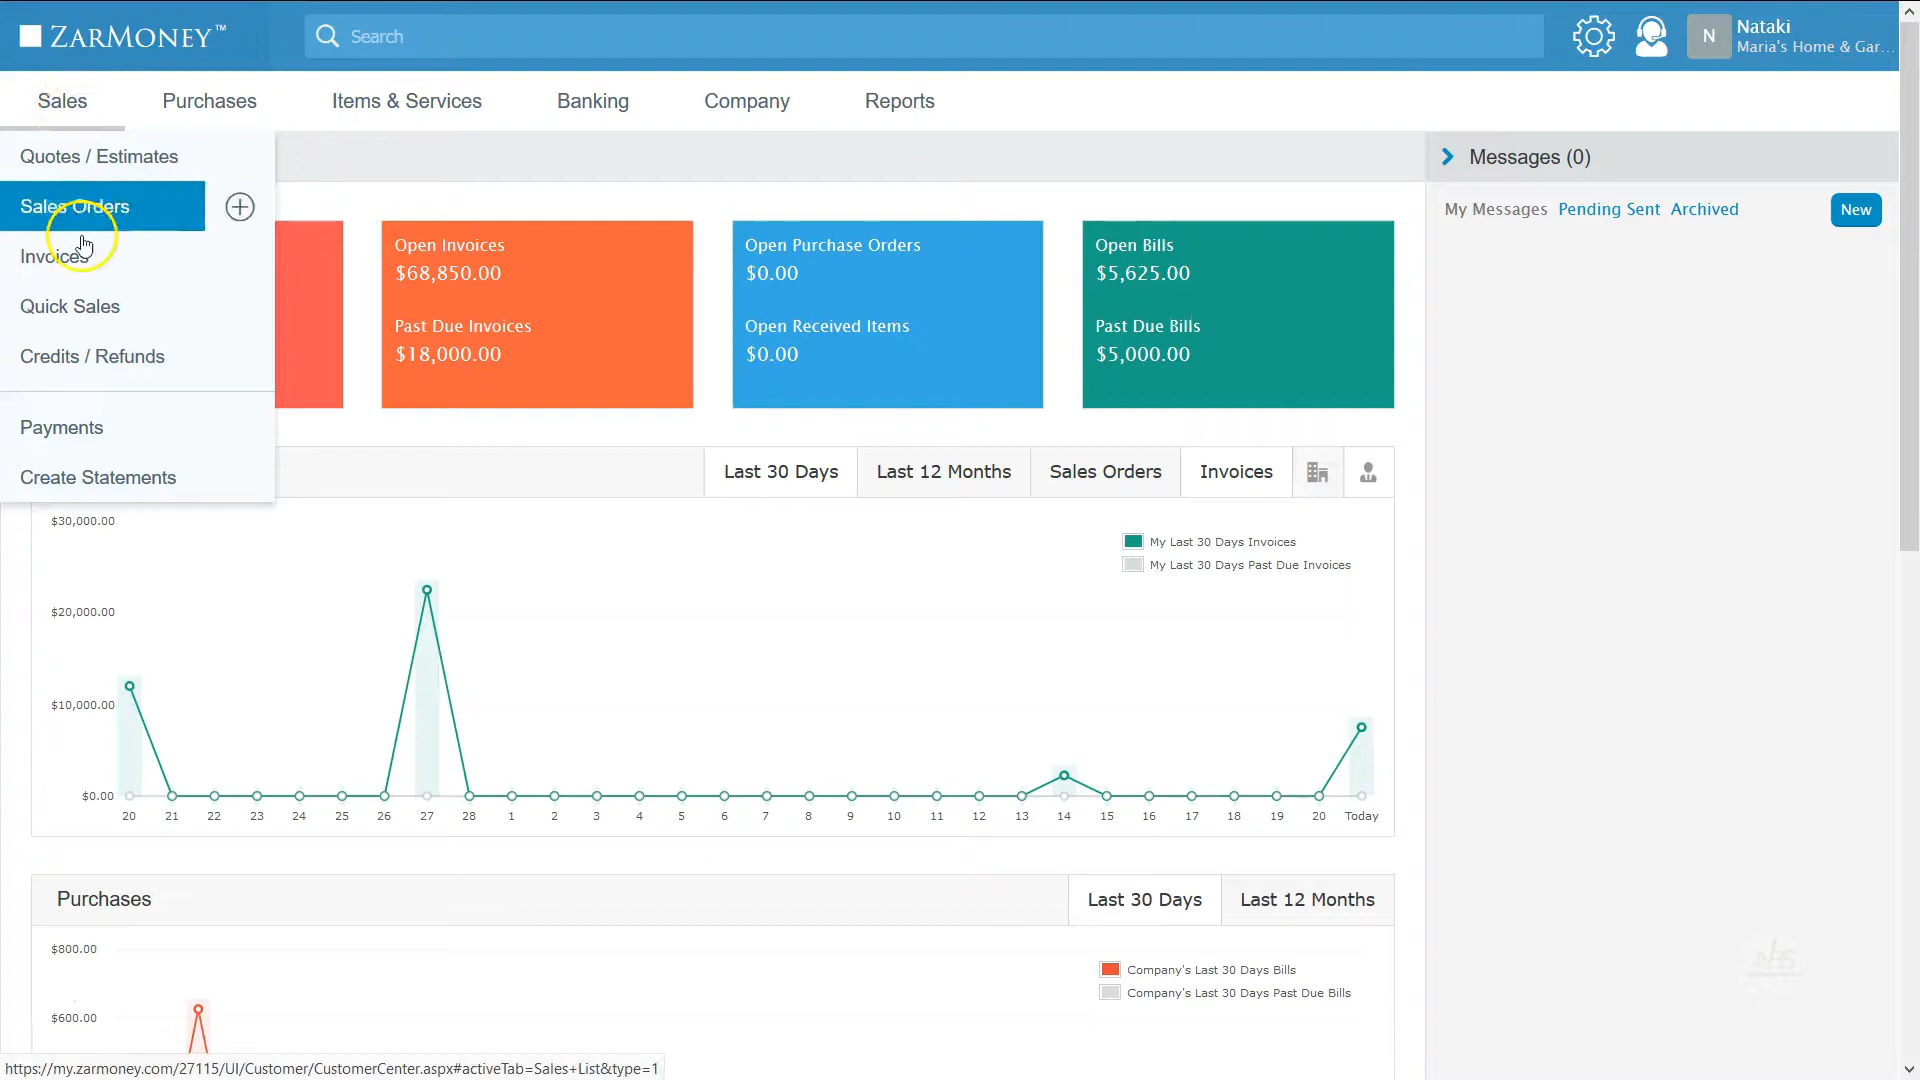 ZARMONEY™
Search
N
Nataki
Maria's Home & Gar...
Sales
Purchases
Items & Services
Banking
Company
Reports
Quotes / Estimates
Sales Orders
Invoices
Quick Sales
Credits / Refunds
Payments
Create Statements
Open Invoices
$68,850.00
Past Due Invoices
$18,000.00
Open Purchase Orders
$0.00
Open Received Items
$0.00
Open Bills
$5,625.00
Past Due Bills
$5,000.00
Messages (0)
My Messages Pending Sent Archived
New
Last 30 Days
Last 12 Months
Sales Orders
Invoices
$30,000.00
$20,000.00
$10,000.00
$0.00
My Last 30 Days Invoices
My Last 30 Days Past Due Invoices
20 21 22 23 24 25 26 27 28 1 2 3 4 5 6 7 8 9 10 11 12 13 14 15 16 17 18 19 20 Today
Purchases
Last 30 Days
Last 12 Months
$800.00
$600.00
Company's Last 30 Days Bills
Company's Last 30 Days Past Due Bills
https://my.zarmoney.com/27115/UI/Customer/CustomerCenter.aspx#activeTab=Sales+List&type=1